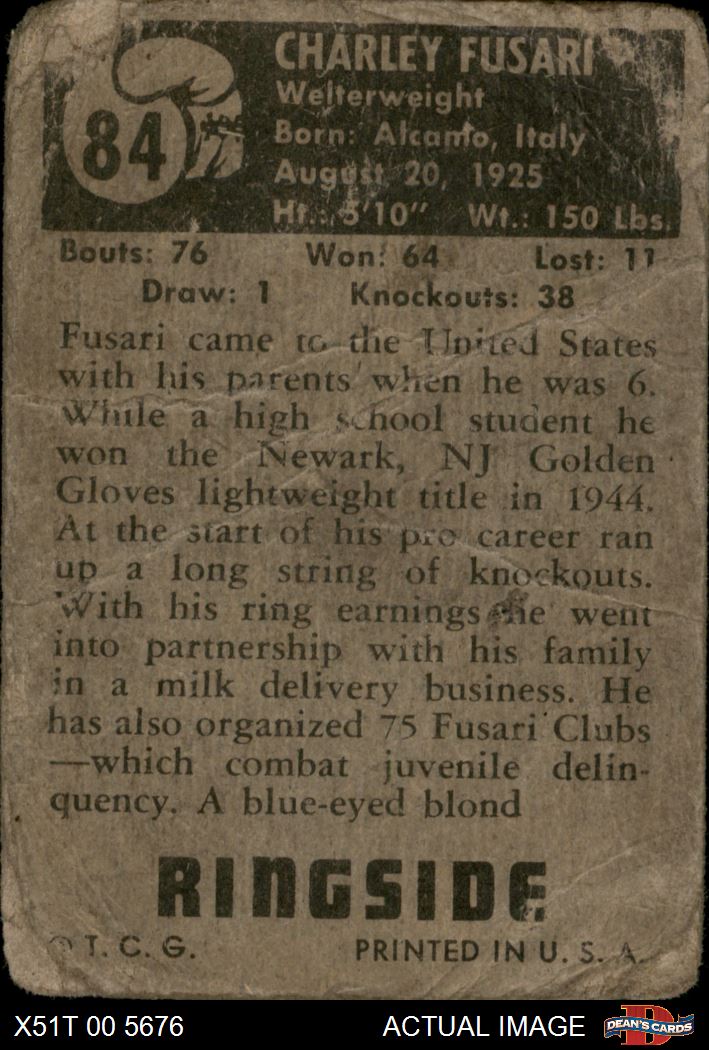 84
CHARLEY FUSARI
Welterweight
Born: Alcamo, Italy
August 20, 1925
Ht.: 5'10" Wt.: 150 Lbs.
Bouts: 76 Won: 64 Lost: 11
Draw: 1 Knockouts: 38
Fusari came to the United States
with his parents when he was 6.
While a high school student he
won the Newark, NJ Golden
Gloves lightweight title in 1944.
At the start of his pro career ran
up a long string of knockouts.
With his ring earnings he went
into partnership with his family
in a milk delivery business. He
has also organized 75 Fusari Clubs
—which combat juvenile delin-
quency. A blue-eyed blond
RINGSIDE
© T. C. G. PRINTED IN U. S. A.
X51T 00 5676 ACTUAL IMAGE DEAN'S CARDS